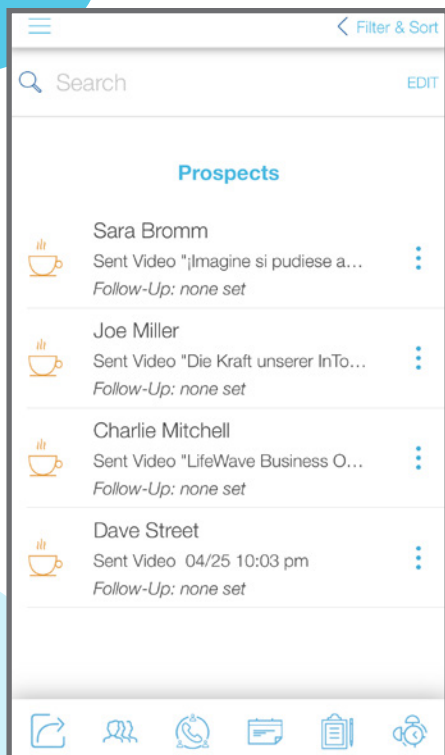 Filter & Sort
Search
EDIT
Prospects
Sara Bromm
Sent Video "¡Imagine si pudiese a...
Follow-Up: none set
Joe Miller
Sent Video "Die Kraft unserer InTo...
Follow-Up: none set
Charlie Mitchell
Sent Video "LifeWave Business O...
Follow-Up: none set
Dave Street
Sent Video 04/25 10:03 pm
Follow-Up: none set